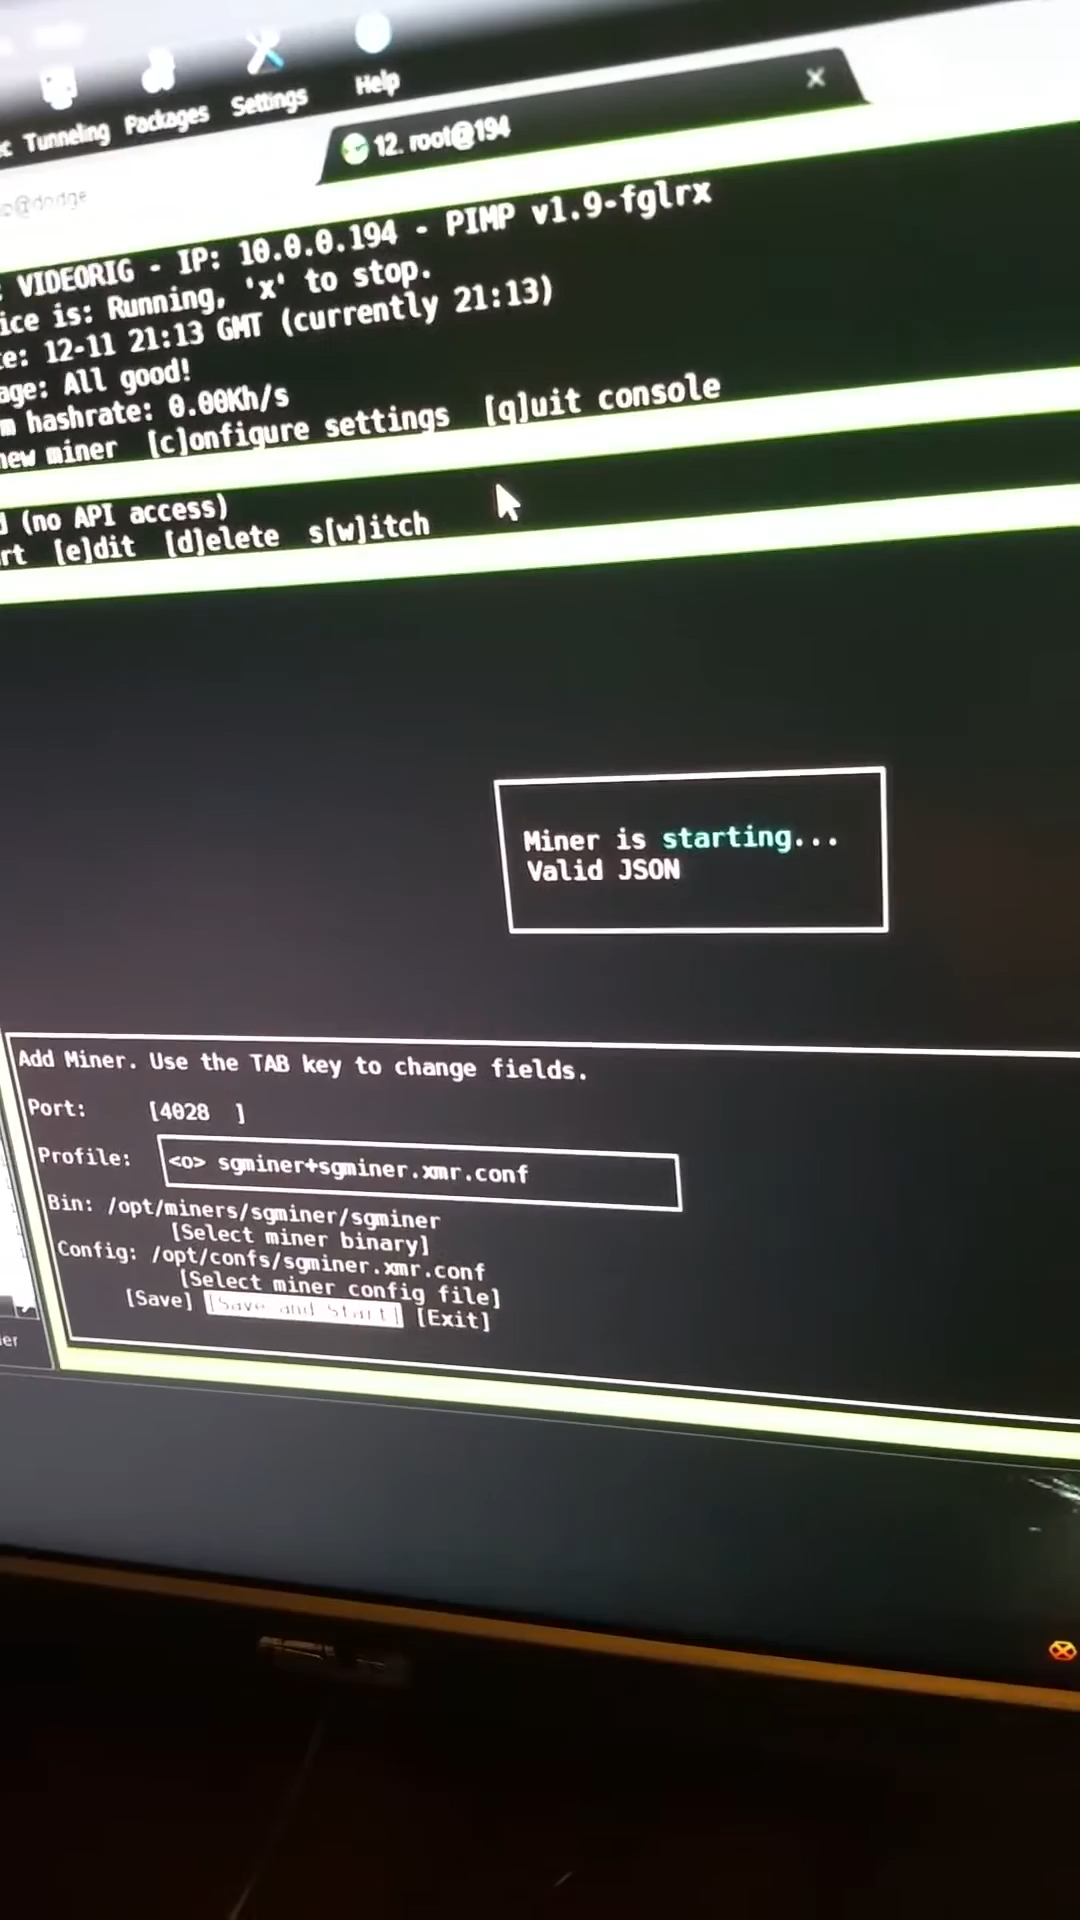 Tunneling Packages Settings Help
12. root@194
VIDEORIG - IP: 10.0.0.194 - PIMP v1.9-fglrx
is: Running, 'x' to stop.
12-11 21:13 GMT (currently 21:13)
All good!
hashrate: 0.00Kh/s
miner [c]onfigure settings [q]uit console
(no API access)
[e]dit [d]elete s[w]itch
Miner is starting...
Valid JSON
Add Miner. Use the TAB key to change fields.
Port: [4028 ]
Profile: <o> sgminer+sgminer.xmr.conf
Bin: /opt/miners/sgminer/sgminer
[Select miner binary]
Config: /opt/confs/sgminer.xmr.conf
[Select miner config file]
[Save] [Save and Start] [Exit]